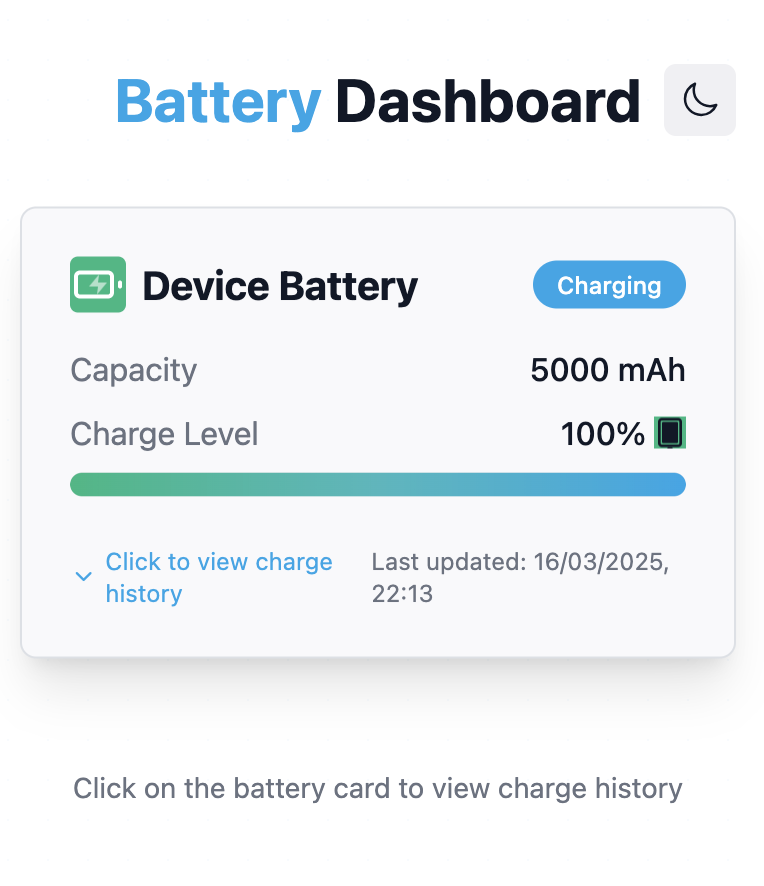 Battery Dashboard
Device Battery
Charging
Capacity
5000 mAh
Charge Level
100%
Click to view charge
history
Last updated: 16/03/2025,
22:13
Click on the battery card to view charge history